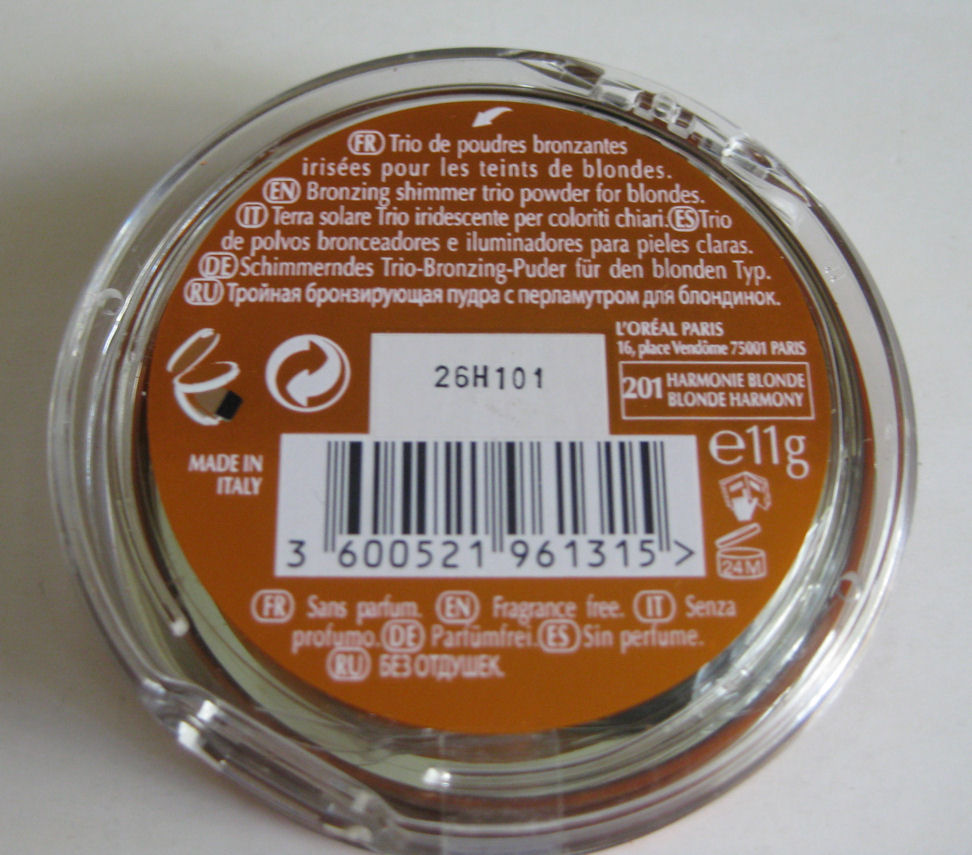 FR Trio de poudres bronzantes
irisées pour les teints de blondes.
EN Bronzing shimmer trio powder for blondes.
IT Terra solare Trio iridescente per coloriti chiari. ES Trio
de polvos bronceadores e iluminadores para pieles claras.
DE Schimmerndes Trio-Bronzing-Puder für den blonden Typ.
RU Тройная бронзирующая пудра с перламутром для блондинок.
L'ORÉAL PARIS
16, place Vendôme 75001 PARIS
26H101
201 HARMONIE BLONDE
BLONDE HARMONY
MADE IN
ITALY
℮11g
3 600521 961315 >
24 M
FR Sans parfum. EN Fragrance free. IT Senza
profumo. DE Parfümfrei. ES Sin perfume.
RU БЕЗ ОТДУШЕК.